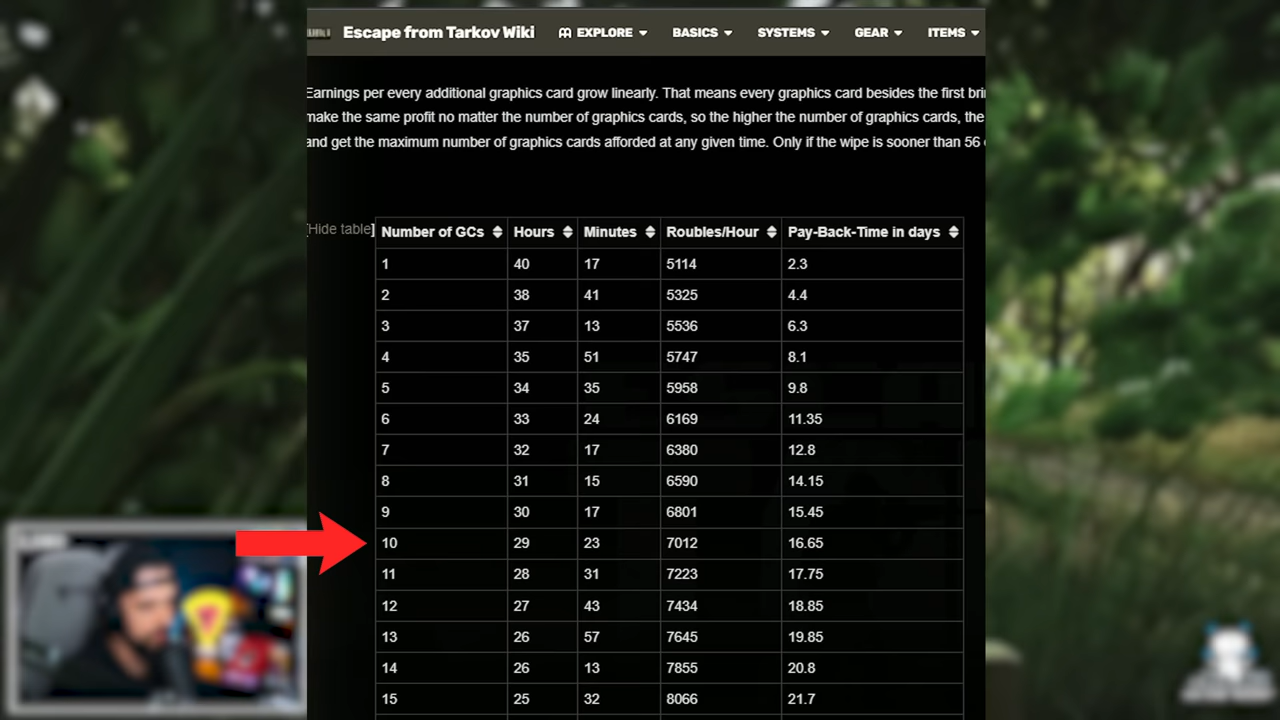 Escape from Tarkov Wiki EXPLORE BASICS SYSTEMS GEAR ITEMS
Earnings per every additional graphics card grow linearly. That means every graphics card besides the first bri
make the same profit no matter the number of graphics cards, so the higher the number of graphics cards, the
and get the maximum number of graphics cards afforded at any given time. Only if the wipe is sooner than 56
[Hide table]
Number of GCs Hours Minutes Roubles/Hour Pay-Back-Time in days
1 40 17 5114 2.3
2 38 41 5325 4.4
3 37 13 5536 6.3
4 35 51 5747 8.1
5 34 35 5958 9.8
6 33 24 6169 11.35
7 32 17 6380 12.8
8 31 15 6590 14.15
9 30 17 6801 15.45
10 29 23 7012 16.65
11 28 31 7223 17.75
12 27 43 7434 18.85
13 26 57 7645 19.85
14 26 13 7855 20.8
15 25 32 8066 21.7